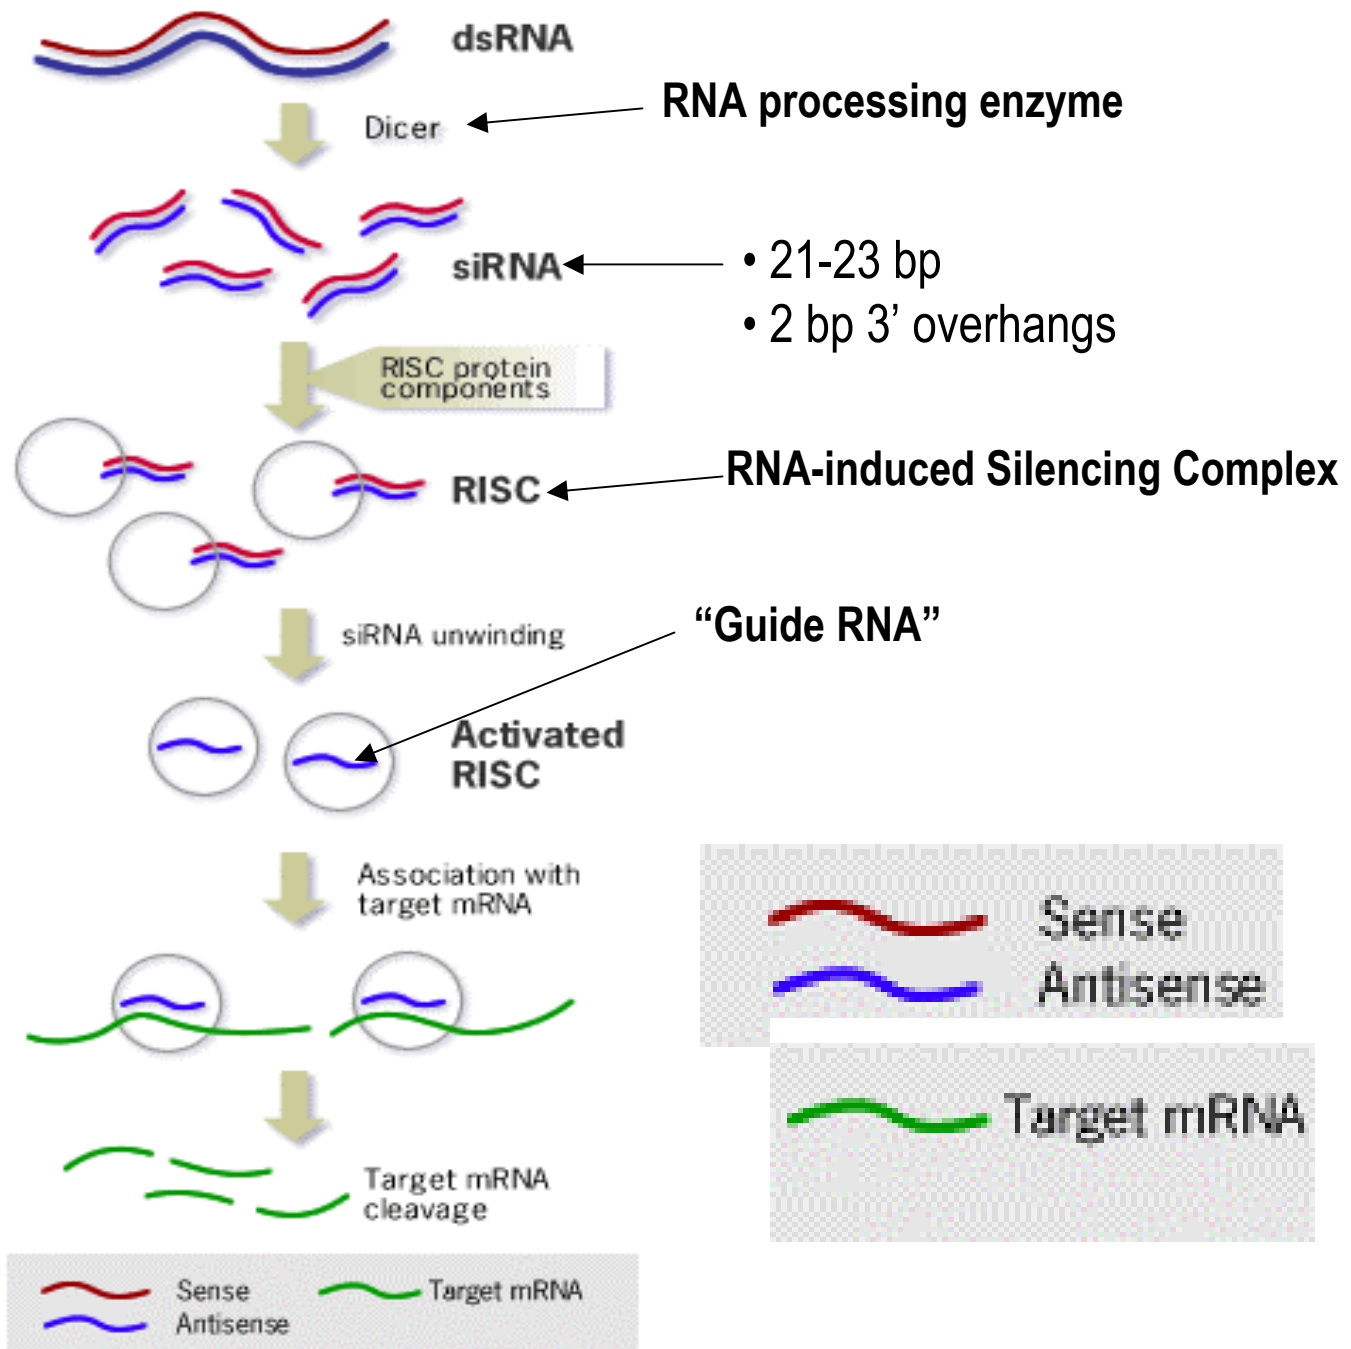 dsRNA
RNA processing enzyme
Dicer
siRNA
• 21-23 bp
• 2 bp 3’ overhangs
RISC protein
components
RISC
RNA-induced Silencing Complex
siRNA unwinding
“Guide RNA”
Activated
RISC
Association with
target mRNA
Sense
Antisense
Target mRNA
Target mRNA
cleavage
Sense
Target mRNA
Antisense